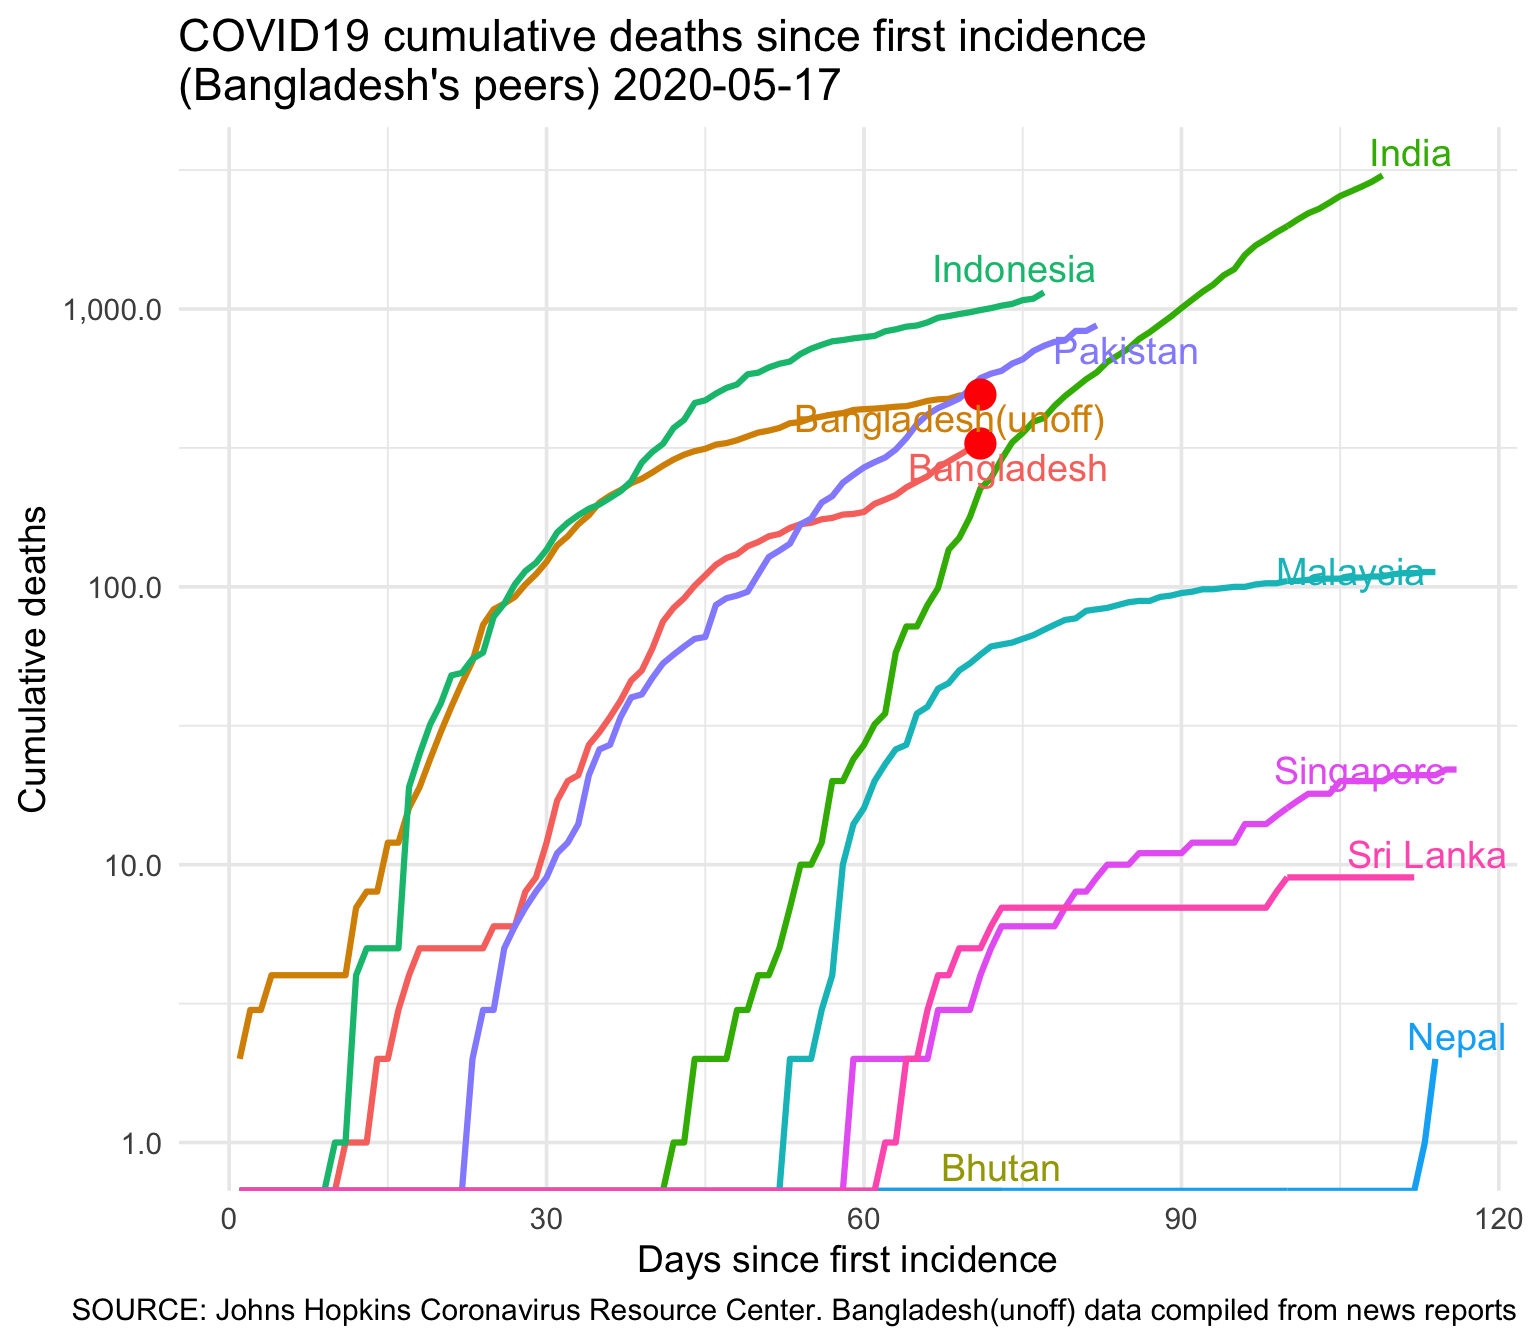 COVID19 cumulative deaths since first incidence
(Bangladesh's peers) 2020-05-17
India
Indonesia
1,000.0
Pakistan
Bangladesh(unoff)
Bangladesh
Cumulative deaths
100.0
Malaysia
Singapore
10.0
Sri Lanka
Nepal
1.0
Bhutan
0 30 60 90 120
Days since first incidence
SOURCE: Johns Hopkins Coronavirus Resource Center. Bangladesh(unoff) data compiled from news reports